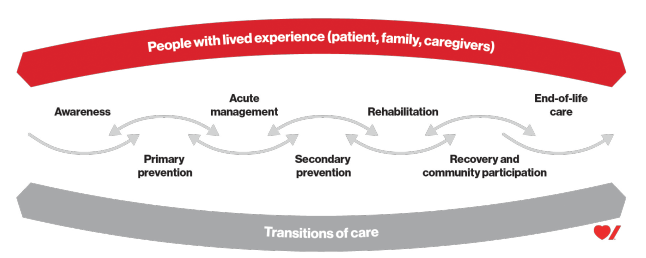 People with lived experience (patient, family, caregivers)
Awareness
Acute
management
Rehabilitation
End-of-life
care
Primary
prevention
Secondary
prevention
Recovery and
community participation
Transitions of care